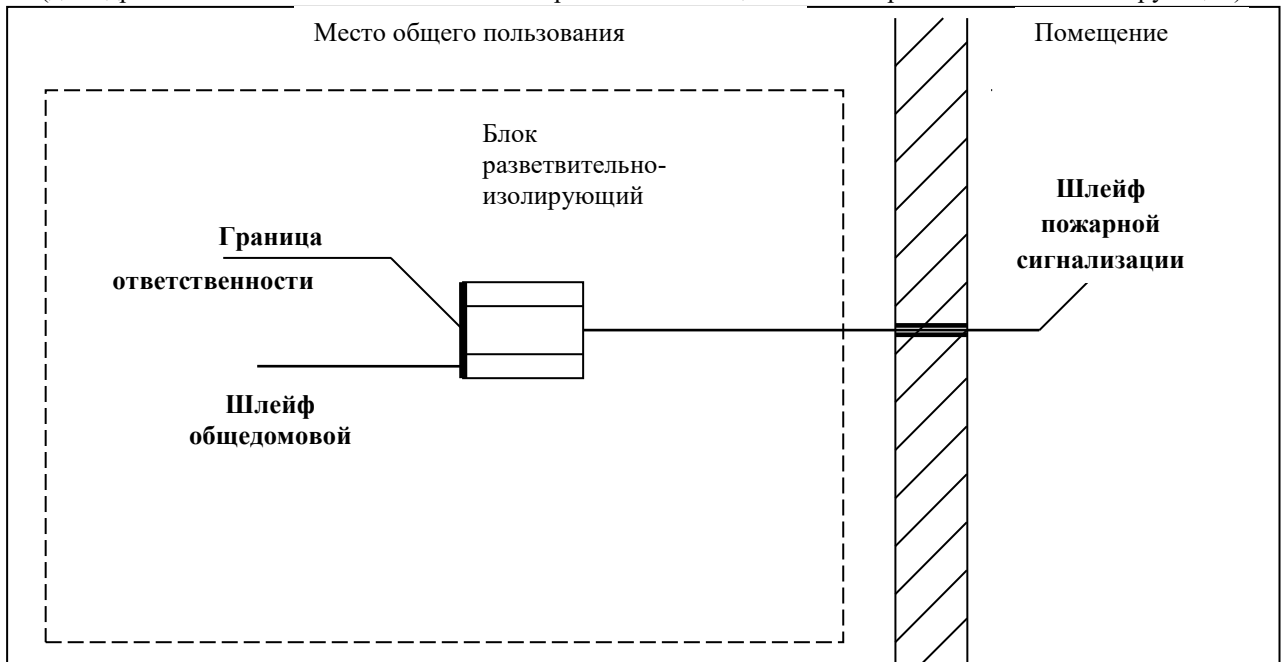 Место общего пользования
Помещение
Блок
разветвительно-
изолирующий
Шлейф
пожарной
сигнализации
Граница
ответственности
Шлейф
общедомовой